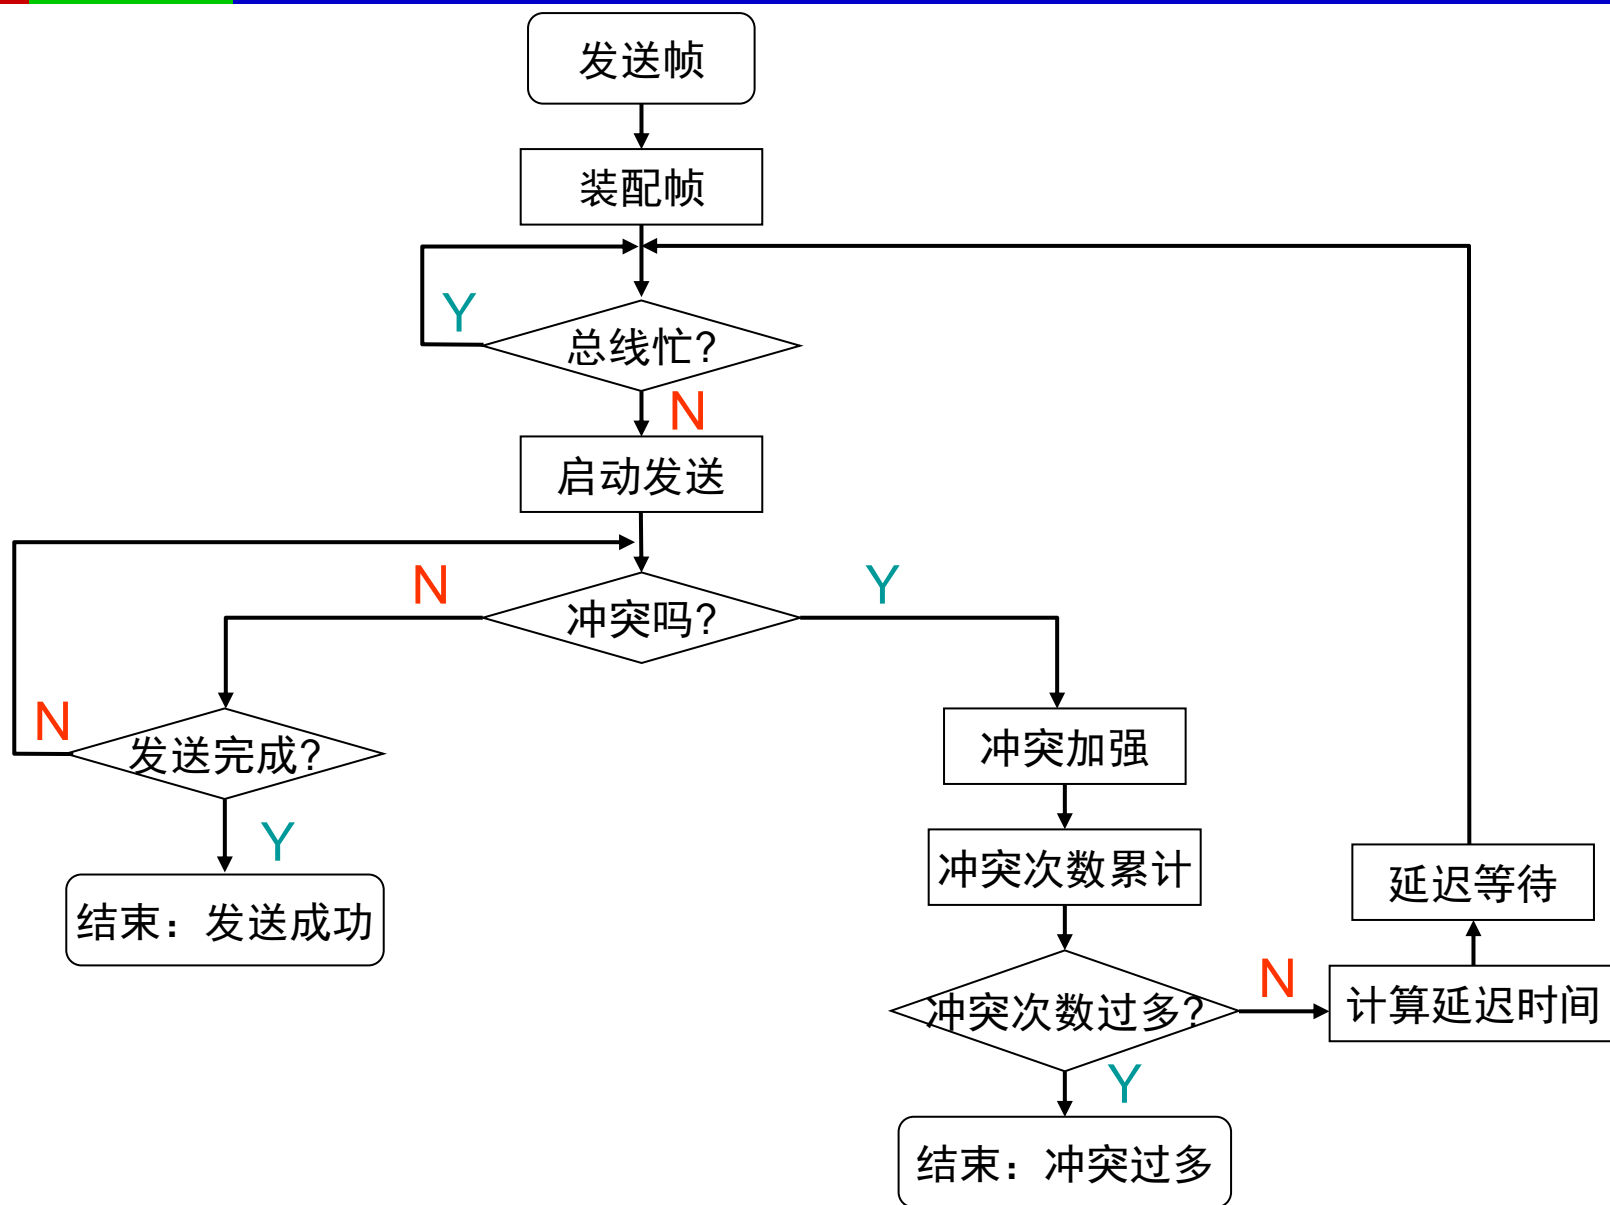 发送帧
装配帧
Y
总线忙?
N
启动发送
N
Y
冲突吗?
N
发送完成?
冲突加强
Y
冲突次数累计
延迟等待
结束：发送成功
冲突次数过多?
N
计算延迟时间
Y
结束：冲突过多